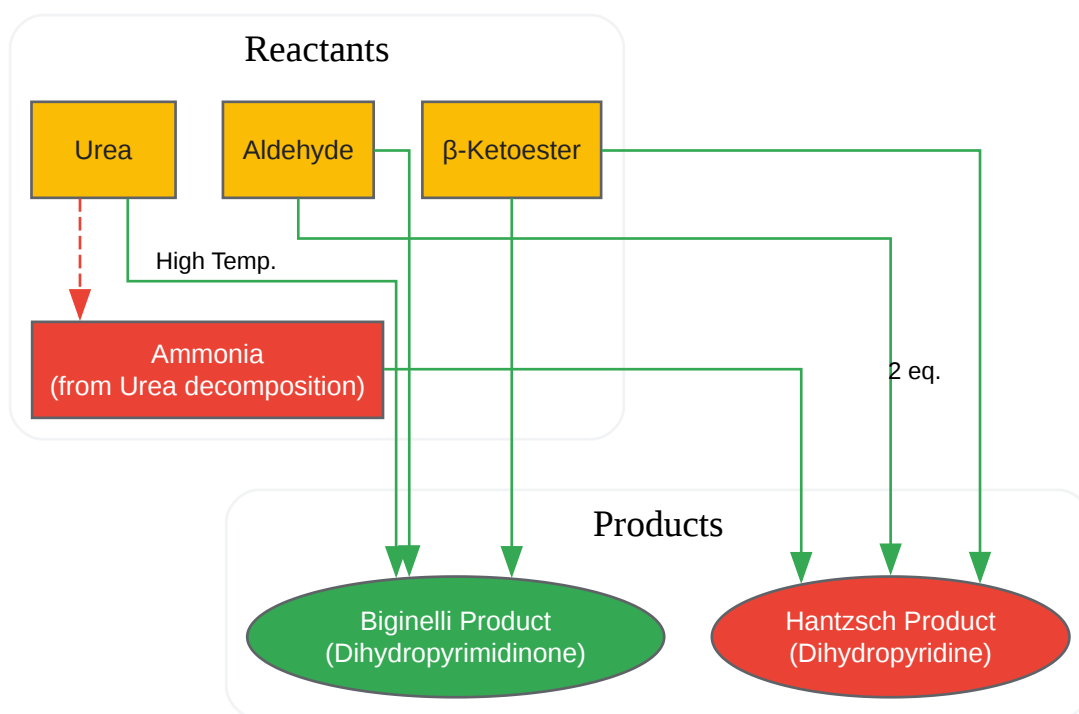 Reactants
Urea
Aldehyde
β-Ketoester
High Temp.
Ammonia
(from Urea decomposition)
2 eq.
Products
Biginelli Product
(Dihydropyrimidinone)
Hantzsch Product
(Dihydropyridine)